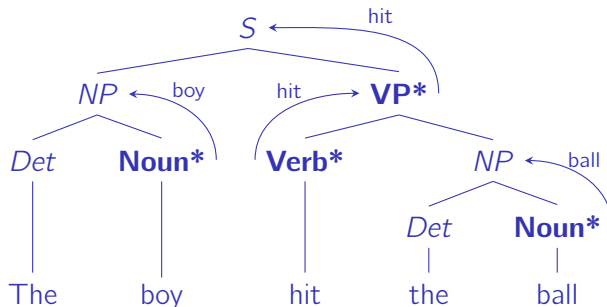 hit
S
NP boy hit VP*
Det Noun* Verb* NP ball
Det Noun*
The boy hit the ball